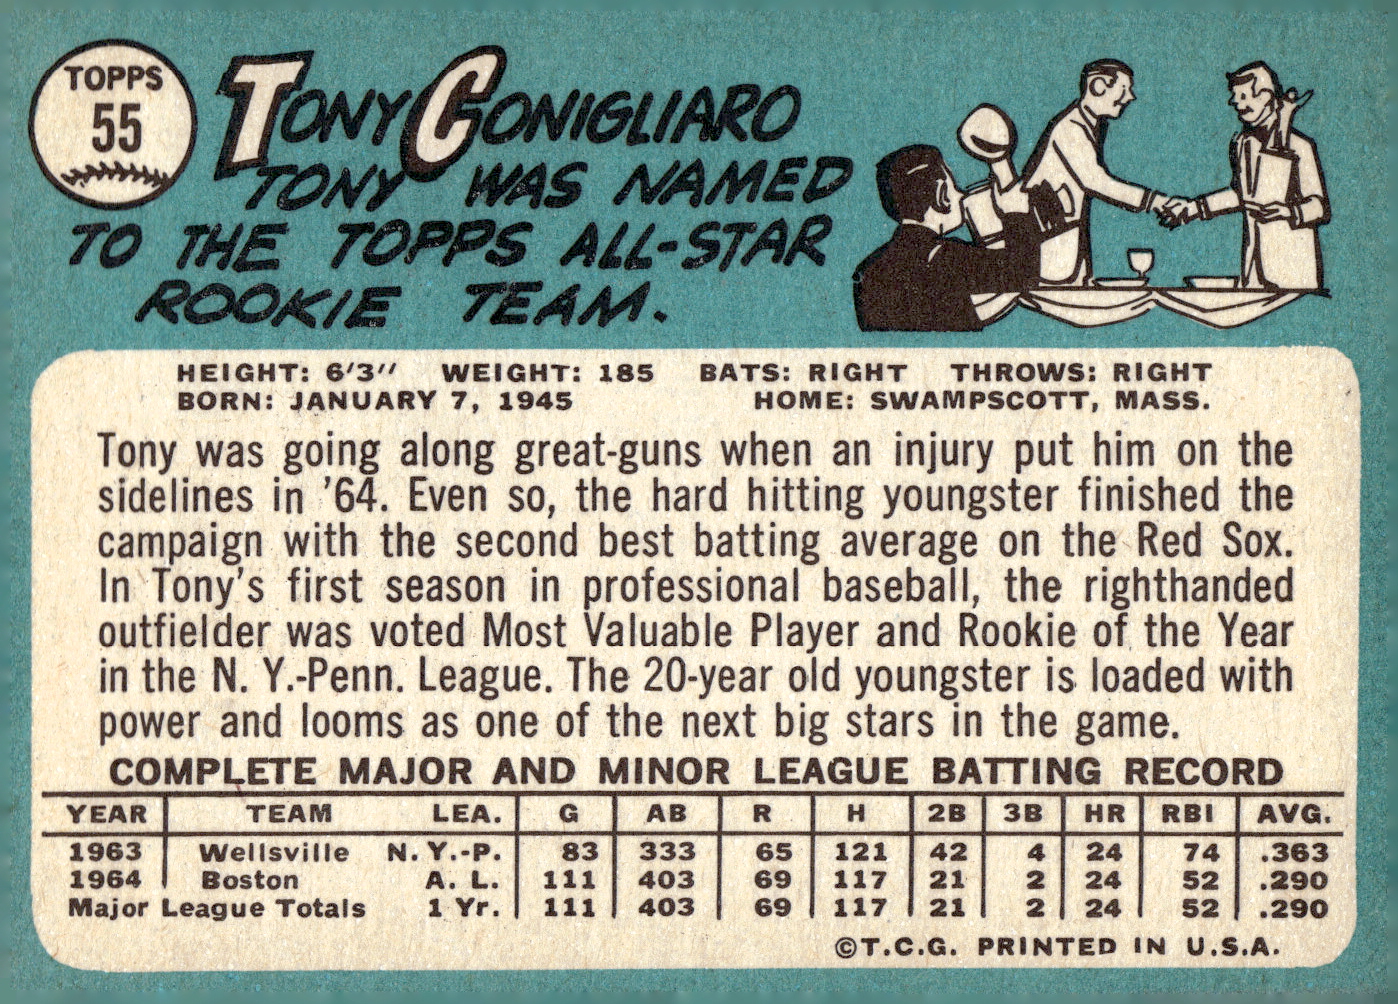 TOPPS
55
TONY CONIGLIARO
TONY WAS NAMED
TO THE TOPPS ALL-STAR
ROOKIE TEAM.
HEIGHT: 6'3" WEIGHT: 185 BATS: RIGHT THROWS: RIGHT
BORN: JANUARY 7, 1945 HOME: SWAMPSCOTT, MASS.
Tony was going along great-guns when an injury put him on the
sidelines in '64. Even so, the hard hitting youngster finished the
campaign with the second best batting average on the Red Sox.
In Tony's first season in professional baseball, the righthanded
outfielder was voted Most Valuable Player and Rookie of the Year
in the N. Y.-Penn. League. The 20-year old youngster is loaded with
power and looms as one of the next big stars in the game.
COMPLETE MAJOR AND MINOR LEAGUE BATTING RECORD
YEAR TEAM LEA. G AB R H 2B 3B HR RBI AVG.
1963 Wellsville N. Y.-P. 83 333 65 121 42 4 24 74 .363
1964 Boston A. L. 111 403 69 117 21 2 24 52 .290
Major League Totals 1 Yr. 111 403 69 117 21 2 24 52 .290
©T.C.G. PRINTED IN U.S.A.